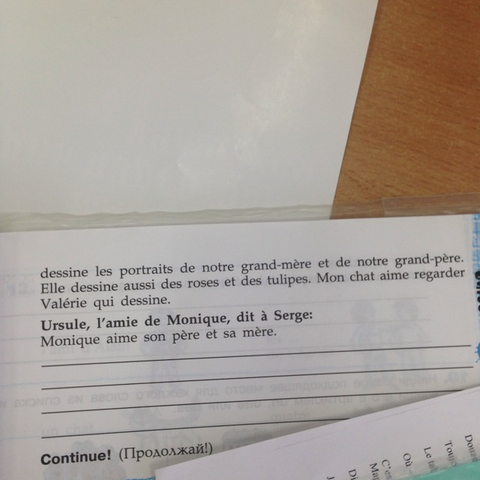 dessine les portraits de notre grand-mère et de notre grand-père.
Elle dessine aussi des roses et des tulipes. Mon chat aime regarder
Valérie qui dessine.
Ursule, l'amie de Monique, dit à Serge:
Monique aime son père et sa mère.
Continue! (Продолжай!)
Où
C'es